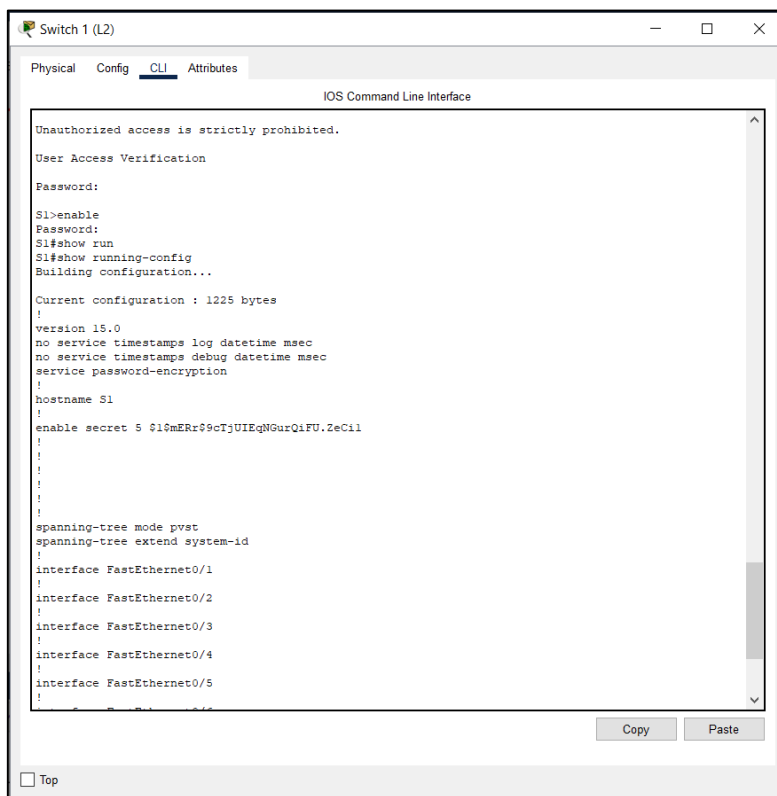 Switch 1 (L2)
Physical Config CLI Attributes
IOS Command Line Interface
Unauthorized access is strictly prohibited.
User Access Verification
Password:
S1>enable
Password:
S1#show run
S1#show running-config
Building configuration...
Current configuration : 1225 bytes
!
version 15.0
no service timestamps log datetime msec
no service timestamps debug datetime msec
service password-encryption
!
hostname S1
!
enable secret 5 $1$mERr$9cTjUIEqNGurQiFU.ZeCi1
!
!
!
!
!
!
spanning-tree mode pvst
spanning-tree extend system-id
!
interface FastEthernet0/1
!
interface FastEthernet0/2
!
interface FastEthernet0/3
!
interface FastEthernet0/4
!
interface FastEthernet0/5
!
Copy Paste
Top